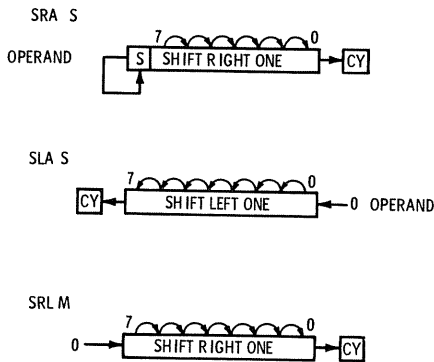 SRA S
7 0
OPERAND S SHIFT RIGHT ONE CY
SLA S
7 0
CY SHIFT LEFT ONE 0 OPERAND
SRL M
7 0
0 SHIFT RIGHT ONE CY